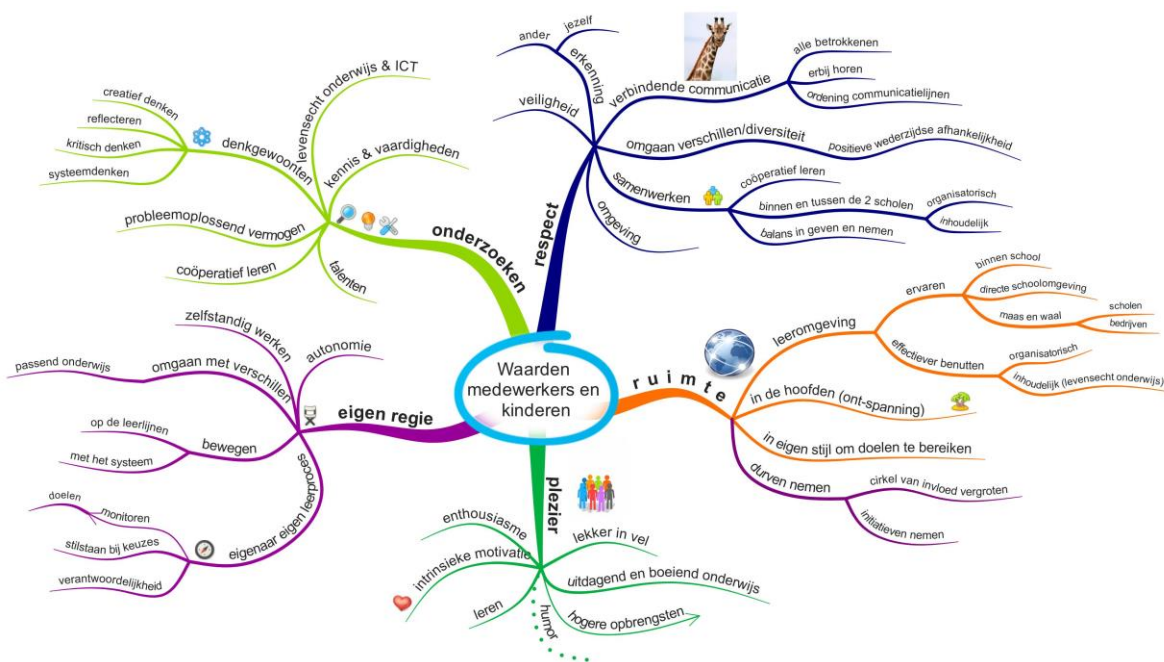 Waarden
medewerkers en
kinderen
respect
erkenning
ander
jezelf
veiligheid
verbindende communicatie
alle betrokkenen
erbij horen
ordening communicatielijnen
omgaan verschillen/diversiteit
positieve wederzijdse afhankelijkheid
samenwerken
coöperatief leren
binnen en tussen de 2 scholen
organisatorisch
inhoudelijk
balans in geven en nemen
omgeving
ruimte
leeromgeving
ervaren
binnen school
directe schoolomgeving
maas en waal
scholen
bedrijven
effectiever benutten
organisatorisch
inhoudelijk (levensecht onderwijs)
in de hoofden (ont-spanning)
in eigen stijl om doelen te bereiken
durven nemen
cirkel van invloed vergroten
initiatieven nemen
plezier
lekker in vel
uitdagend en boeiend onderwijs
hogere opbrengsten
humor
leren
intrinsieke motivatie
enthousiasme
eigen regie
autonomie
zelfstandig werken
omgaan met verschillen
passend onderwijs
bewegen
op de leerlijnen
met het systeem
eigenaar eigen leerproces
monitoren
doelen
stilstaan bij keuzes
verantwoordelijkheid
onderzoeken
levensecht onderwijs & ICT
kennis & vaardigheden
denkgewoonten
creatief denken
reflecteren
kritisch denken
systeemdenken
probleemoplossend vermogen
coöperatief leren
talenten